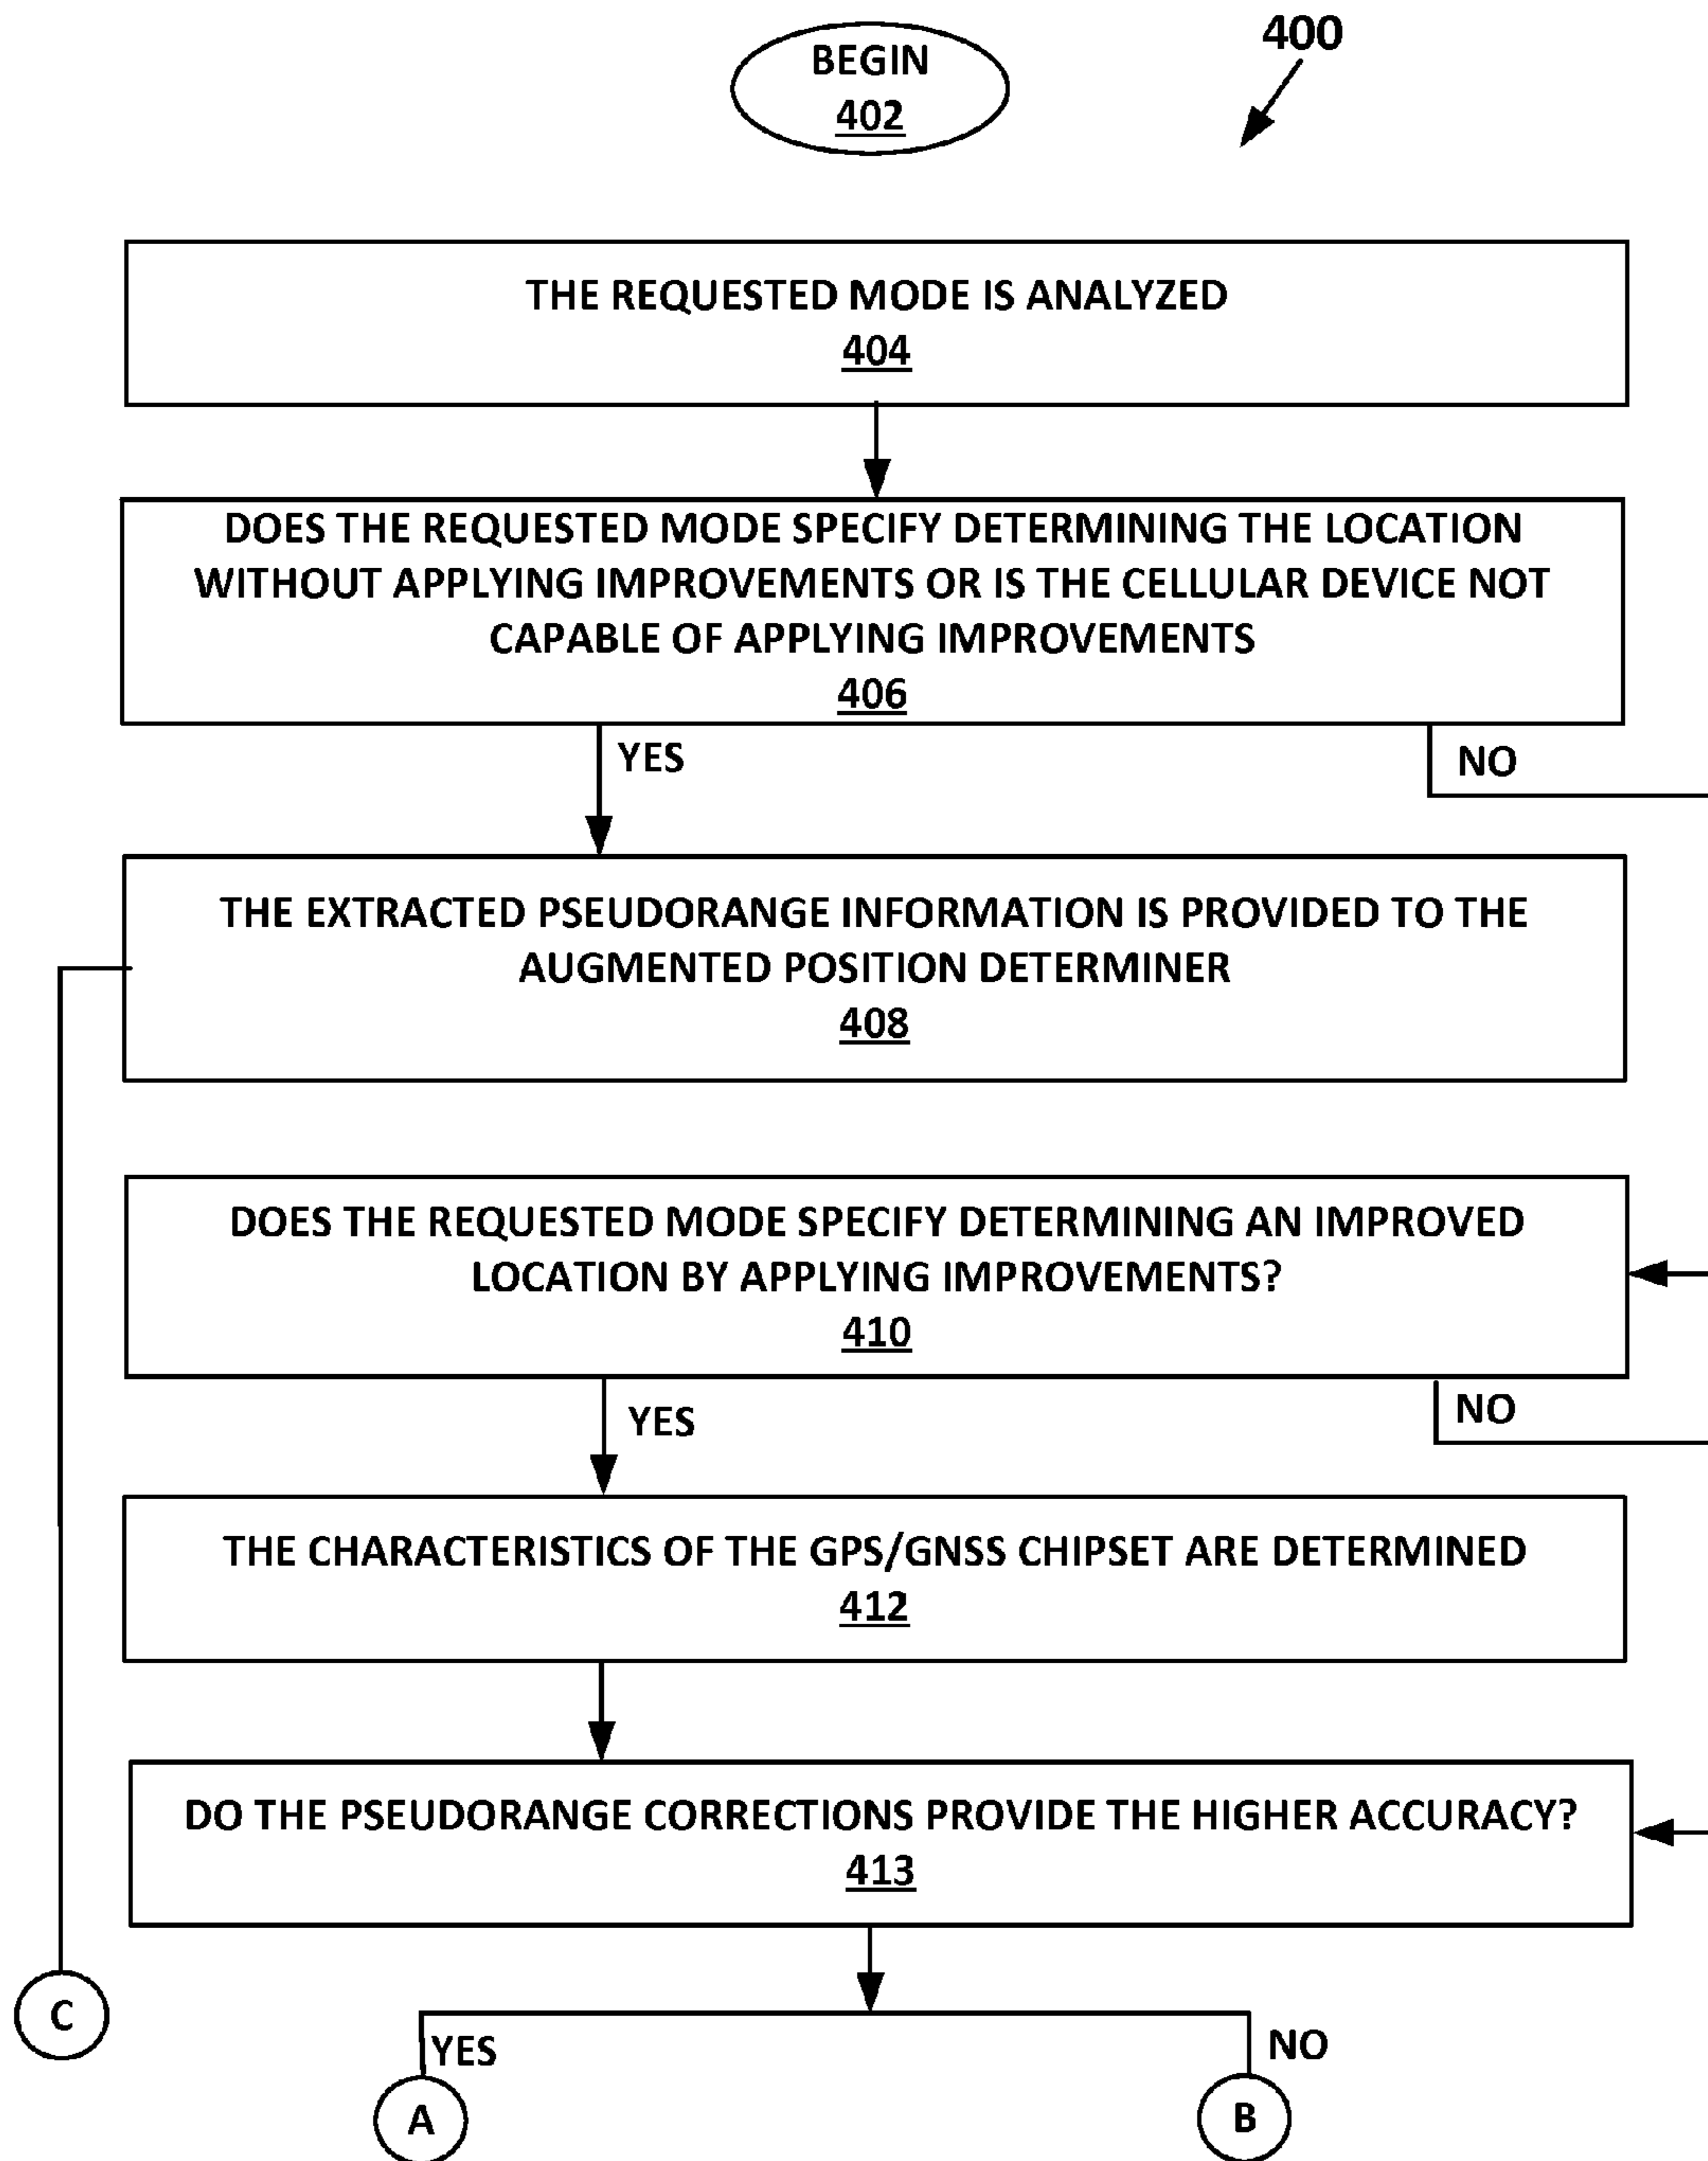 BEGIN
402
400
THE REQUESTED MODE IS ANALYZED
404
DOES THE REQUESTED MODE SPECIFY DETERMINING THE LOCATION
WITHOUT APPLYING IMPROVEMENTS OR IS THE CELLULAR DEVICE NOT
CAPABLE OF APPLYING IMPROVEMENTS
406
YES
NO
THE EXTRACTED PSEUDORANGE INFORMATION IS PROVIDED TO THE
AUGMENTED POSITION DETERMINER
408
DOES THE REQUESTED MODE SPECIFY DETERMINING AN IMPROVED
LOCATION BY APPLYING IMPROVEMENTS?
410
YES
NO
THE CHARACTERISTICS OF THE GPS/GNSS CHIPSET ARE DETERMINED
412
DO THE PSEUDORANGE CORRECTIONS PROVIDE THE HIGHER ACCURACY?
413
C
YES
NO
A
B